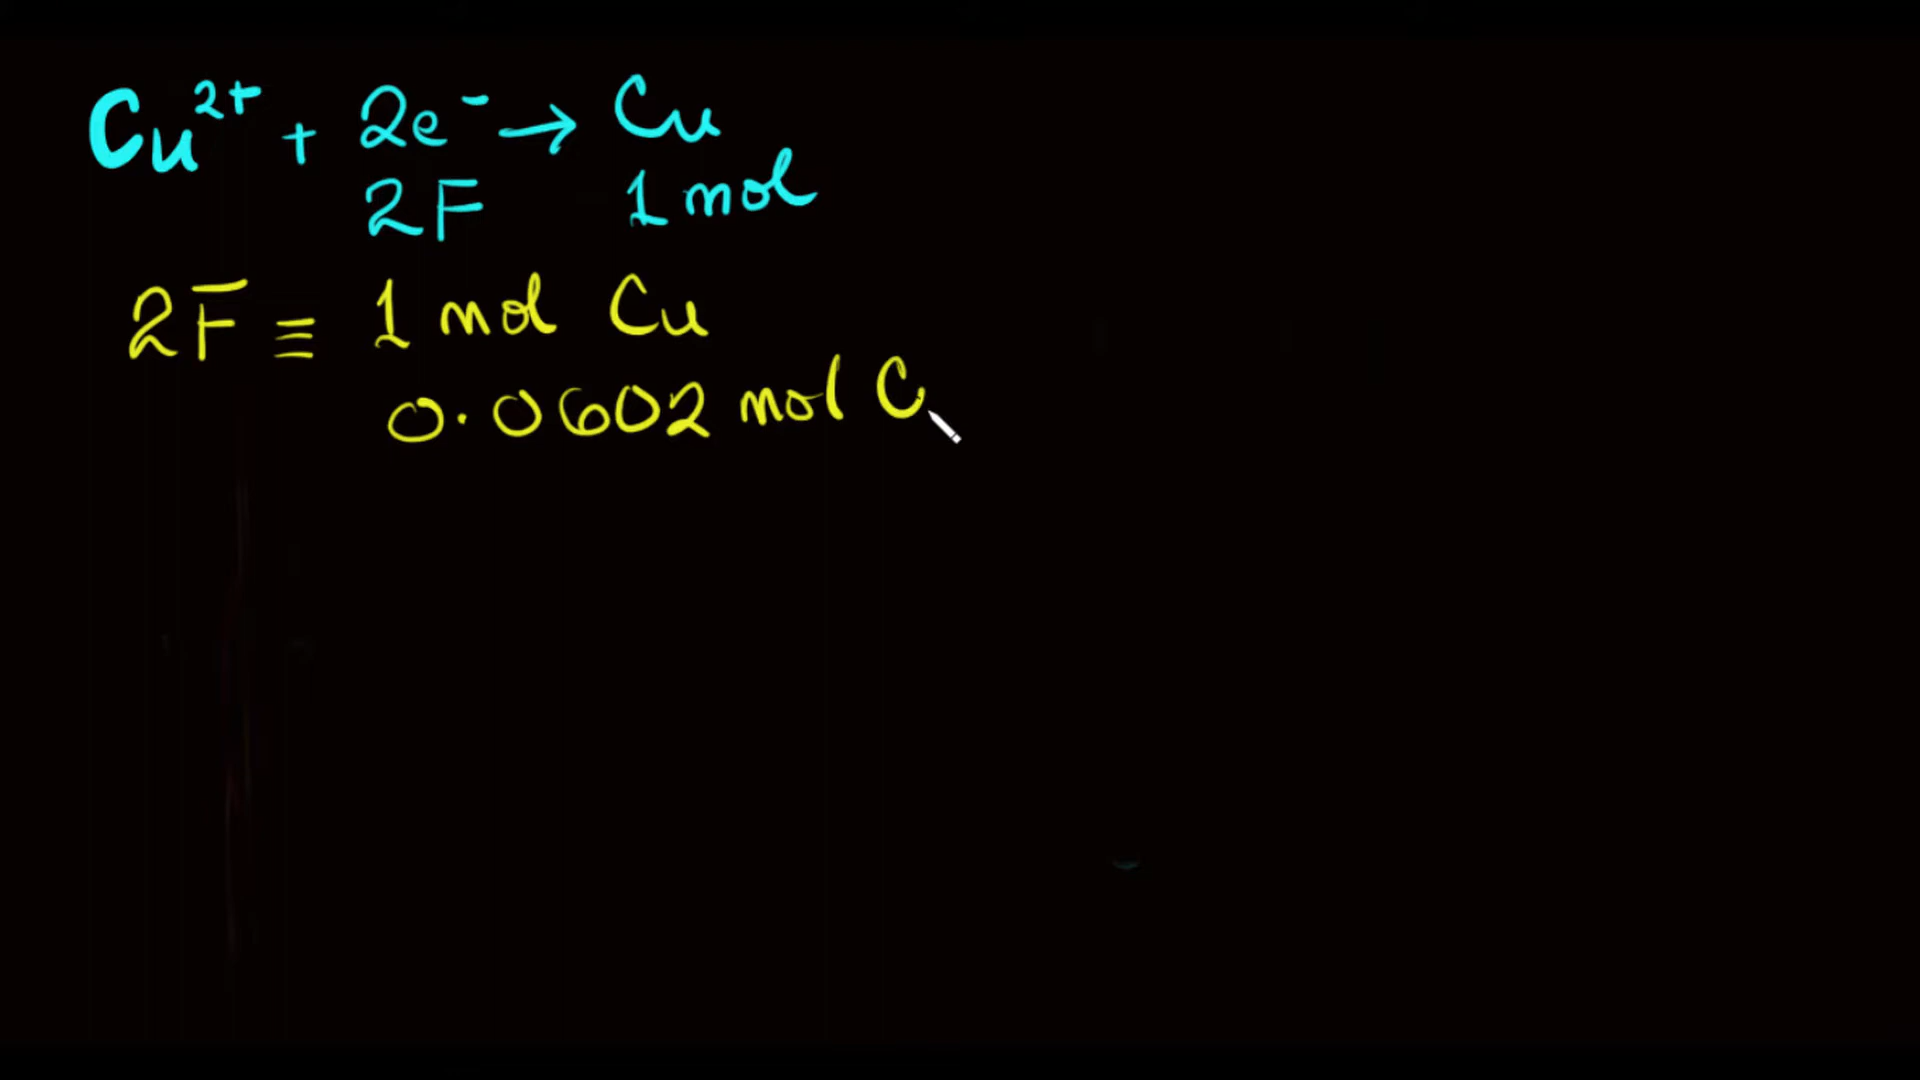 Cu²⁺ + 2e⁻ → Cu
2F 1 mol
2F ≡ 1 mol Cu
0.0602 mol C